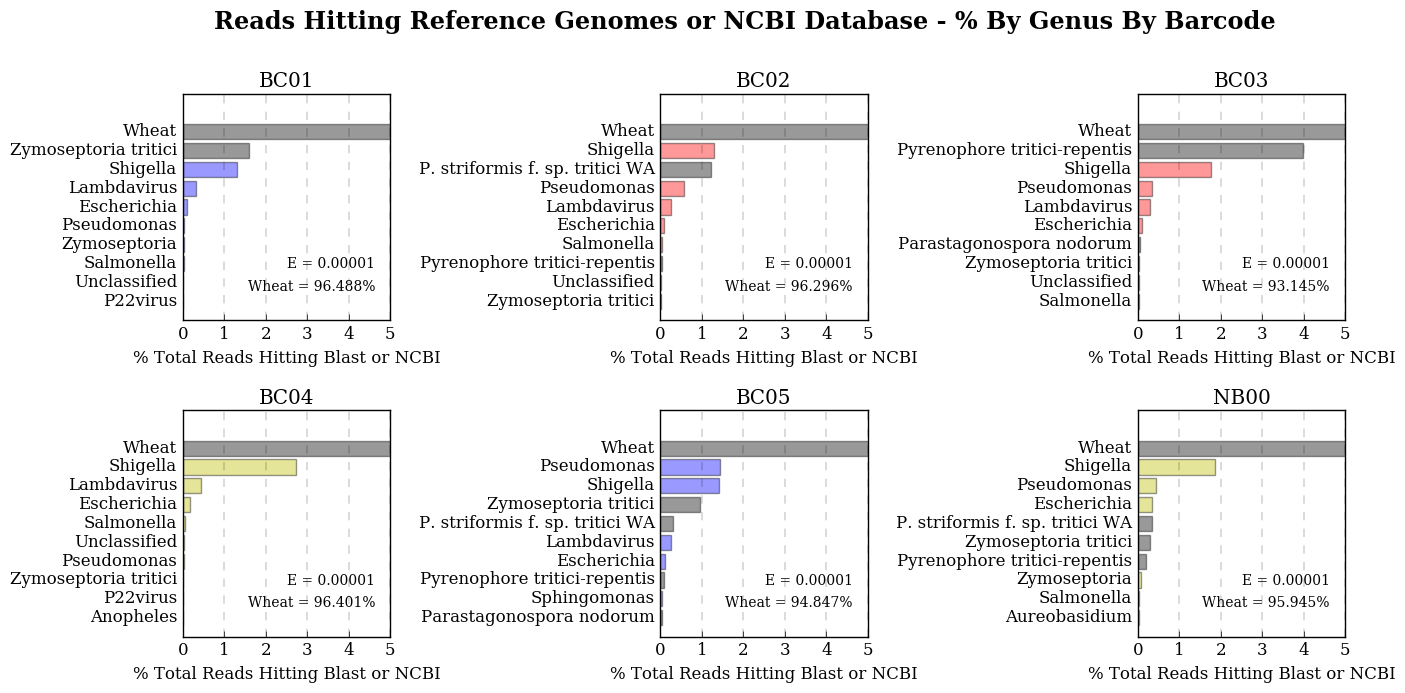 Reads Hitting Reference Genomes or NCBI Database - % By Genus By Barcode
BC01
Wheat
Zymoseptoria tritici
Shigella
Lambdavirus
Escherichia
Pseudomonas
Zymoseptoria
Salmonella
Unclassified
P22virus
E = 0.00001
Wheat = 96.488%
0 1 2 3 4 5
% Total Reads Hitting Blast or NCBI
BC02
Wheat
Shigella
P. striformis f. sp. tritici WA
Pseudomonas
Lambdavirus
Escherichia
Salmonella
Pyrenophore tritici-repentis
Unclassified
Zymoseptoria tritici
E = 0.00001
Wheat = 96.296%
0 1 2 3 4 5
% Total Reads Hitting Blast or NCBI
BC03
Wheat
Pyrenophore tritici-repentis
Shigella
Pseudomonas
Lambdavirus
Escherichia
Parastagonospora nodorum
Zymoseptoria tritici
Unclassified
Salmonella
E = 0.00001
Wheat = 93.145%
0 1 2 3 4 5
% Total Reads Hitting Blast or NCBI
BC04
Wheat
Shigella
Lambdavirus
Escherichia
Salmonella
Unclassified
Pseudomonas
Zymoseptoria tritici
P22virus
Anopheles
E = 0.00001
Wheat = 96.401%
0 1 2 3 4 5
% Total Reads Hitting Blast or NCBI
BC05
Wheat
Pseudomonas
Shigella
Zymoseptoria tritici
P. striformis f. sp. tritici WA
Lambdavirus
Escherichia
Pyrenophore tritici-repentis
Sphingomonas
Parastagonospora nodorum
E = 0.00001
Wheat = 94.847%
0 1 2 3 4 5
% Total Reads Hitting Blast or NCBI
NB00
Wheat
Shigella
Pseudomonas
Escherichia
P. striformis f. sp. tritici WA
Zymoseptoria tritici
Pyrenophore tritici-repentis
Zymoseptoria
Salmonella
Aureobasidium
E = 0.00001
Wheat = 95.945%
0 1 2 3 4 5
% Total Reads Hitting Blast or NCBI